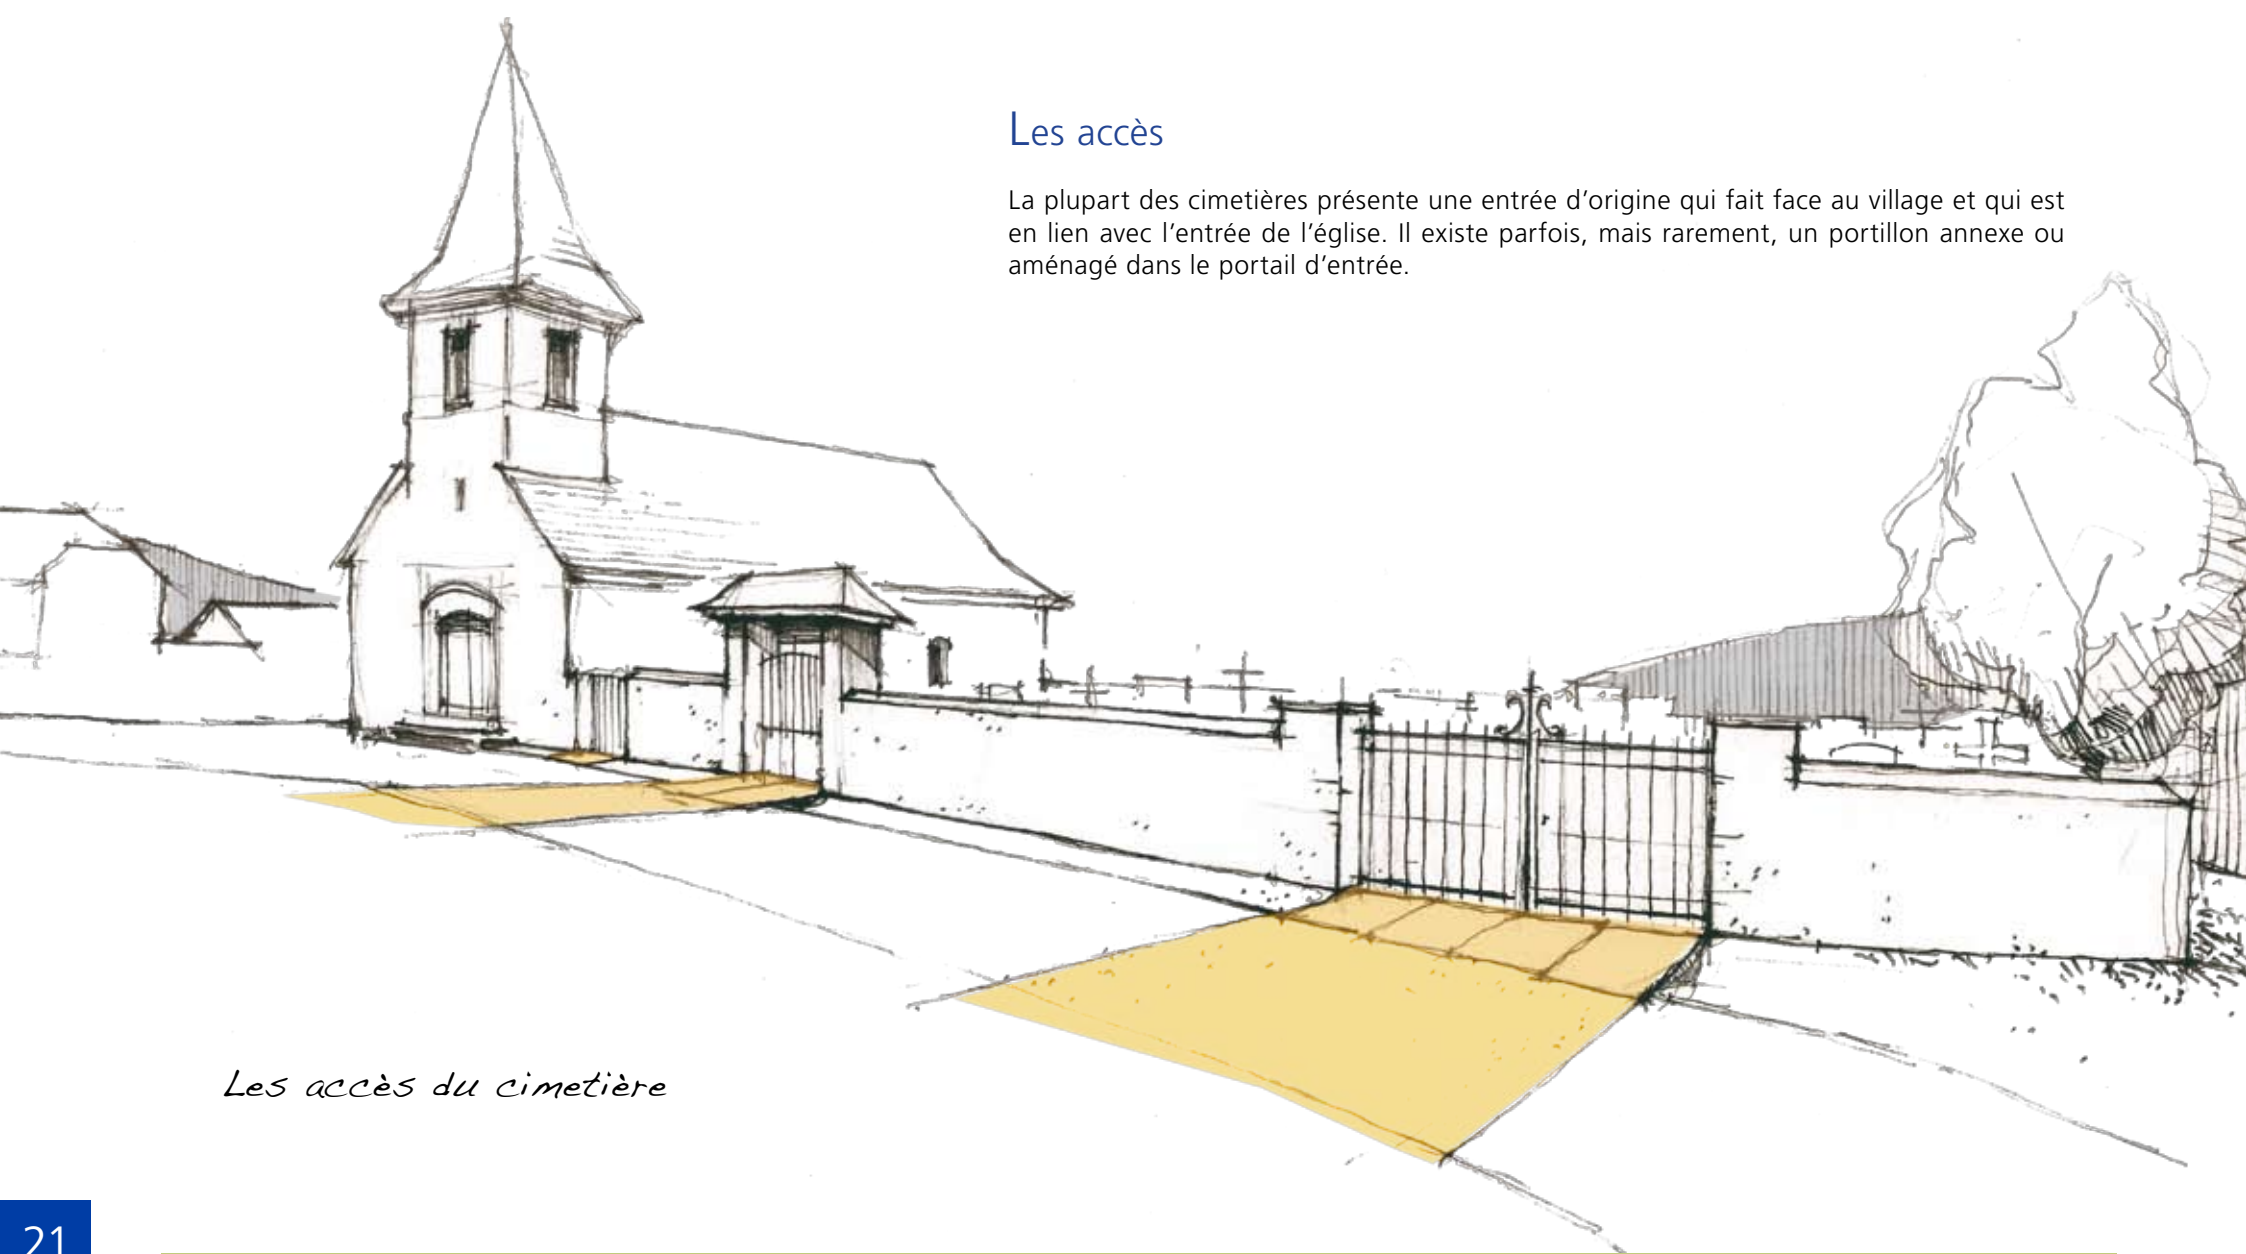 Les accès
La plupart des cimetières présente une entrée d'origine qui fait face au village et qui est
en lien avec l'entrée de l'église. Il existe parfois, mais rarement, un portillon annexe ou
aménagé dans le portail d'entrée.
Les accès du cimetière
21